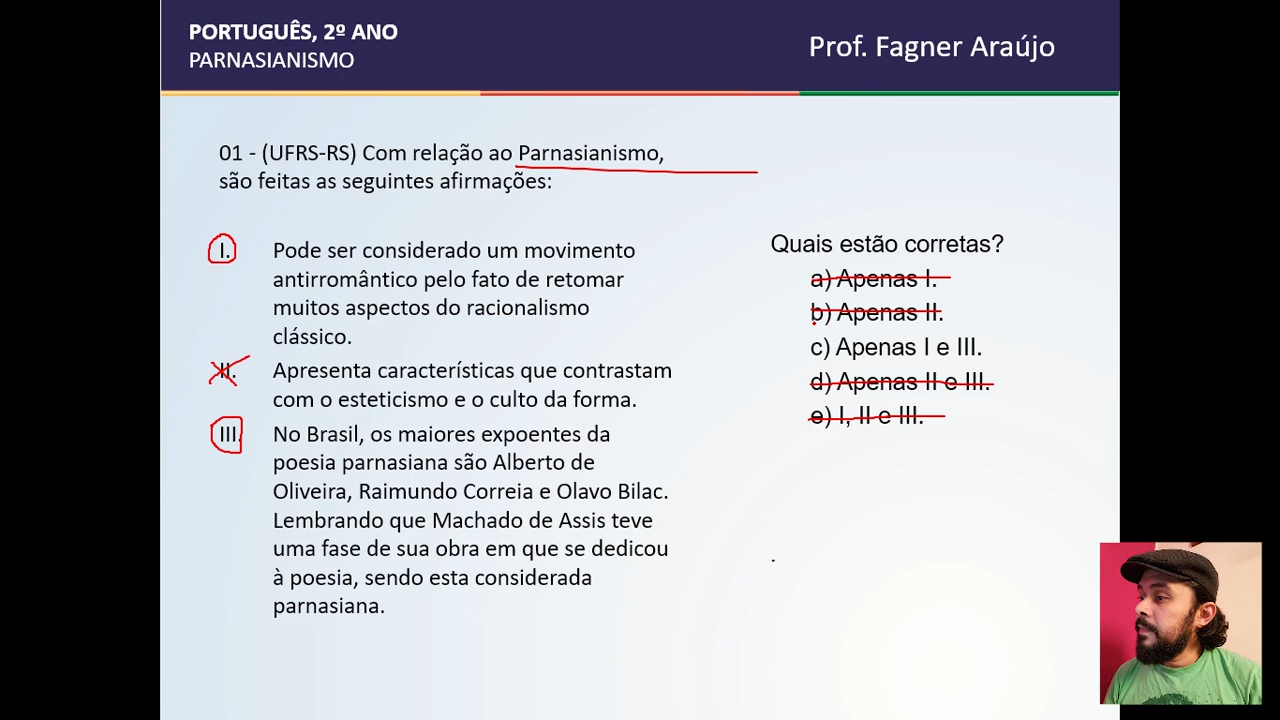 PORTUGUÊS, 2º ANO
PARNASIANISMO
Prof. Fagner Araújo
01 - (UFRS-RS) Com relação ao Parnasianismo,
são feitas as seguintes afirmações:
I. Pode ser considerado um movimento
antirromântico pelo fato de retomar
muitos aspectos do racionalismo
clássico.
II. Apresenta características que contrastam
com o esteticismo e o culto da forma.
III. No Brasil, os maiores expoentes da
poesia parnasiana são Alberto de
Oliveira, Raimundo Correia e Olavo Bilac.
Lembrando que Machado de Assis teve
uma fase de sua obra em que se dedicou
à poesia, sendo esta considerada
parnasiana.
Quais estão corretas?
a) Apenas I.
b) Apenas II.
c) Apenas I e III.
d) Apenas II e III.
e) I, II e III.